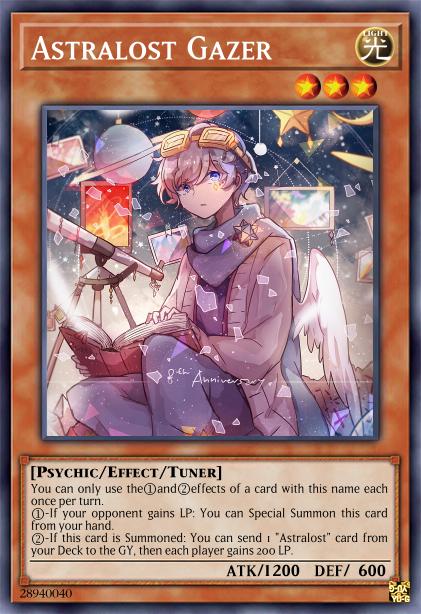 ASTRALOST GAZER
LIGHT
光
8th Anniversary
[PSYCHIC/EFFECT/TUNER]
You can only use the①and②effects of a card with this name each
once per turn.
①-If your opponent gains LP: You can Special Summon this card
from your hand.
②-If this card is Summoned: You can send 1 "Astralost" card from
your Deck to the GY, then each player gains 200 LP.
ATK/1200 DEF/ 600
28940040